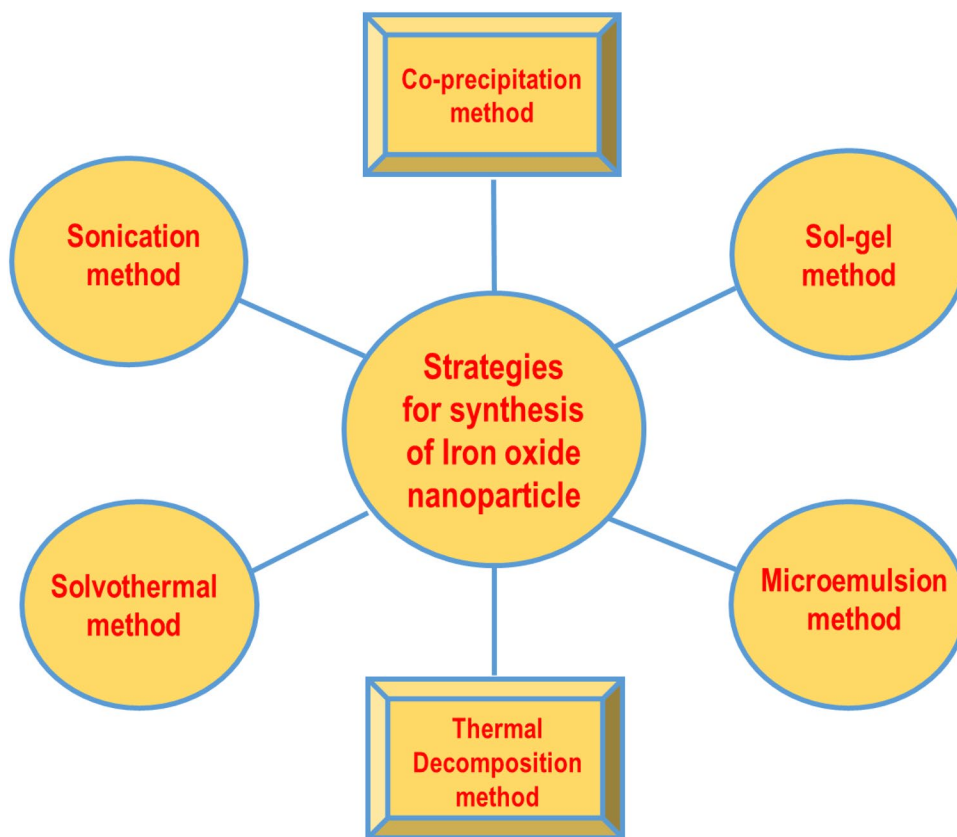 Co-precipitation
method
Sonication
method
Sol-gel
method
Strategies
for synthesis
of Iron oxide
nanoparticle
Solvothermal
method
Microemulsion
method
Thermal
Decomposition
method